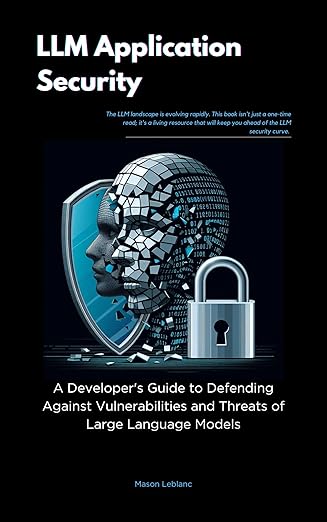 LLM Application
Security
The LLM landscape is evolving rapidly. This book isn't just a one-time
read; it's a living resource that will keep you ahead of the LLM
security curve.
A Developer's Guide to Defending
Against Vulnerabilities and Threats of
Large Language Models
Mason Leblanc